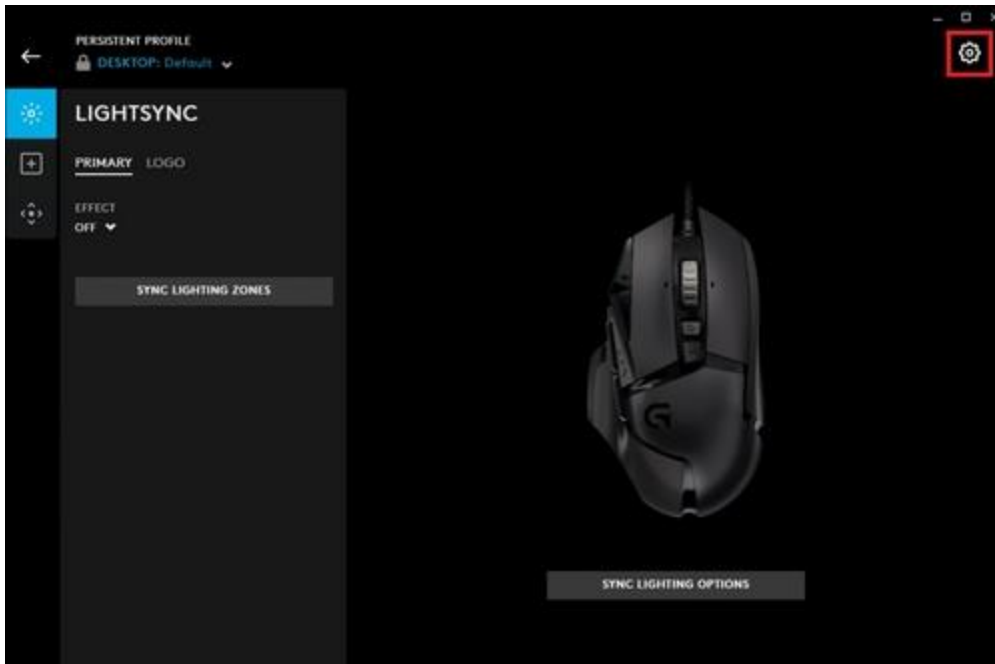 PERSISTENT PROFILE
DESKTOP: Default
LIGHTSYNC
PRIMARY LOGO
EFFECT
OFF
SYNC LIGHTING ZONES
G
SYNC LIGHTING OPTIONS